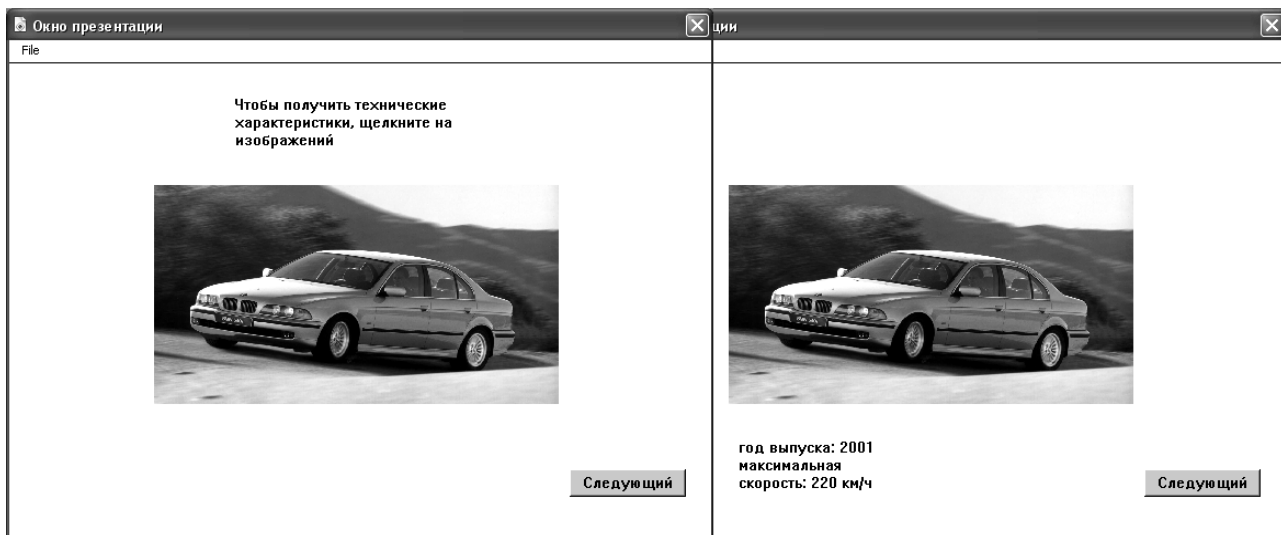 Окно презентации
File
Чтобы получить технические
характеристики, щелкните на
изображений
Следующий
ции
год выпуска: 2001
максимальная
скорость: 220 км/ч
Следующий